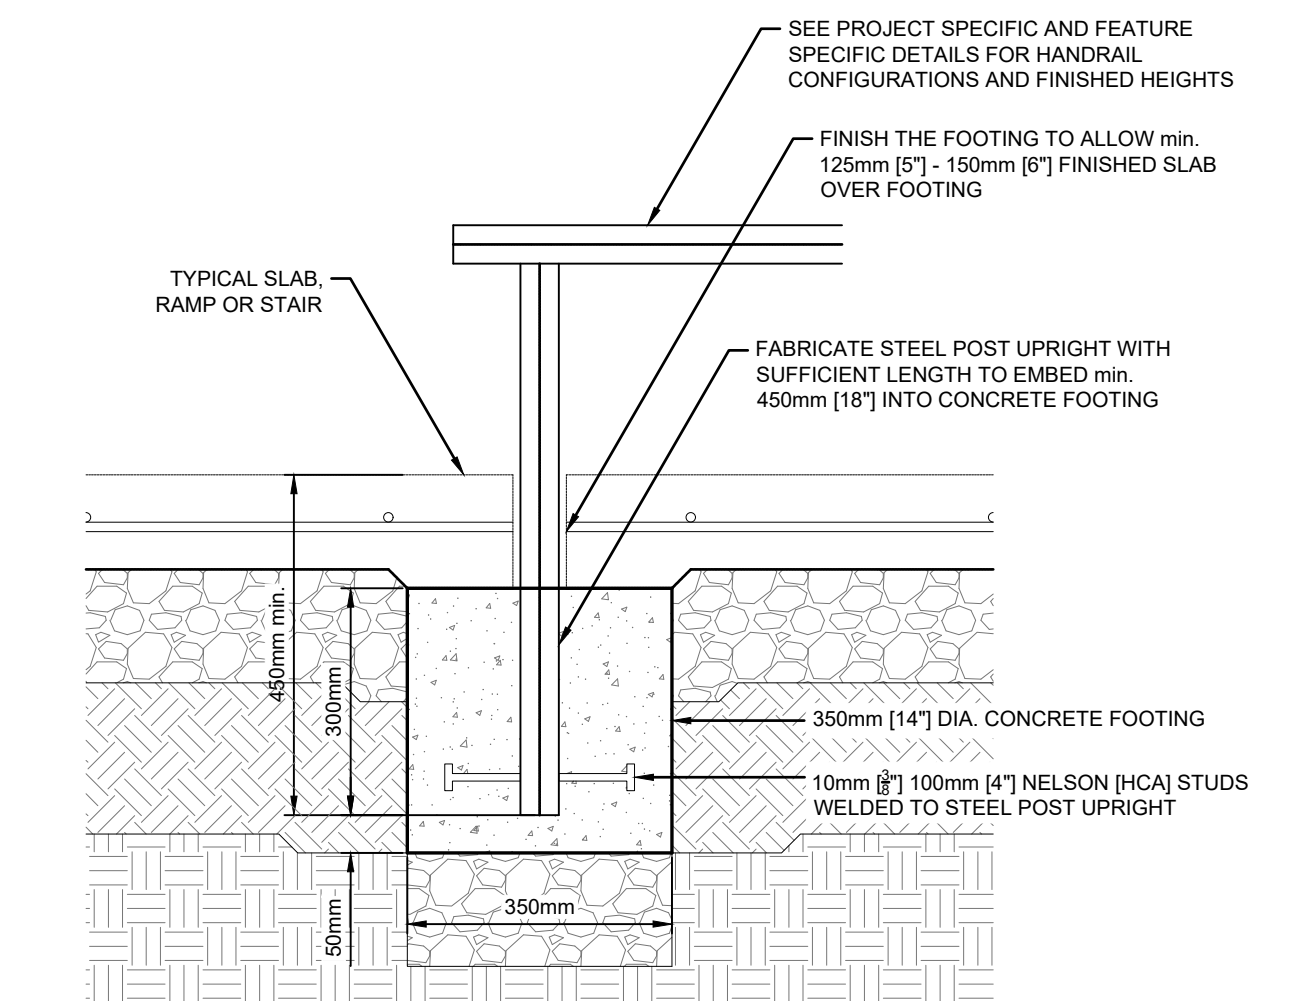 SEE PROJECT SPECIFIC AND FEATURE
SPECIFIC DETAILS FOR HANDRAIL
CONFIGURATIONS AND FINISHED HEIGHTS
FINISH THE FOOTING TO ALLOW min.
125mm [5"] - 150mm [6"] FINISHED SLAB
OVER FOOTING
TYPICAL SLAB,
RAMP OR STAIR
FABRICATE STEEL POST UPRIGHT WITH
SUFFICIENT LENGTH TO EMBED min.
450mm [18"] INTO CONCRETE FOOTING
450mm min.
300mm
350mm [14"] DIA. CONCRETE FOOTING
10mm [3/8"] 100mm [4"] NELSON [HCA] STUDS
WELDED TO STEEL POST UPRIGHT
350mm
50mm